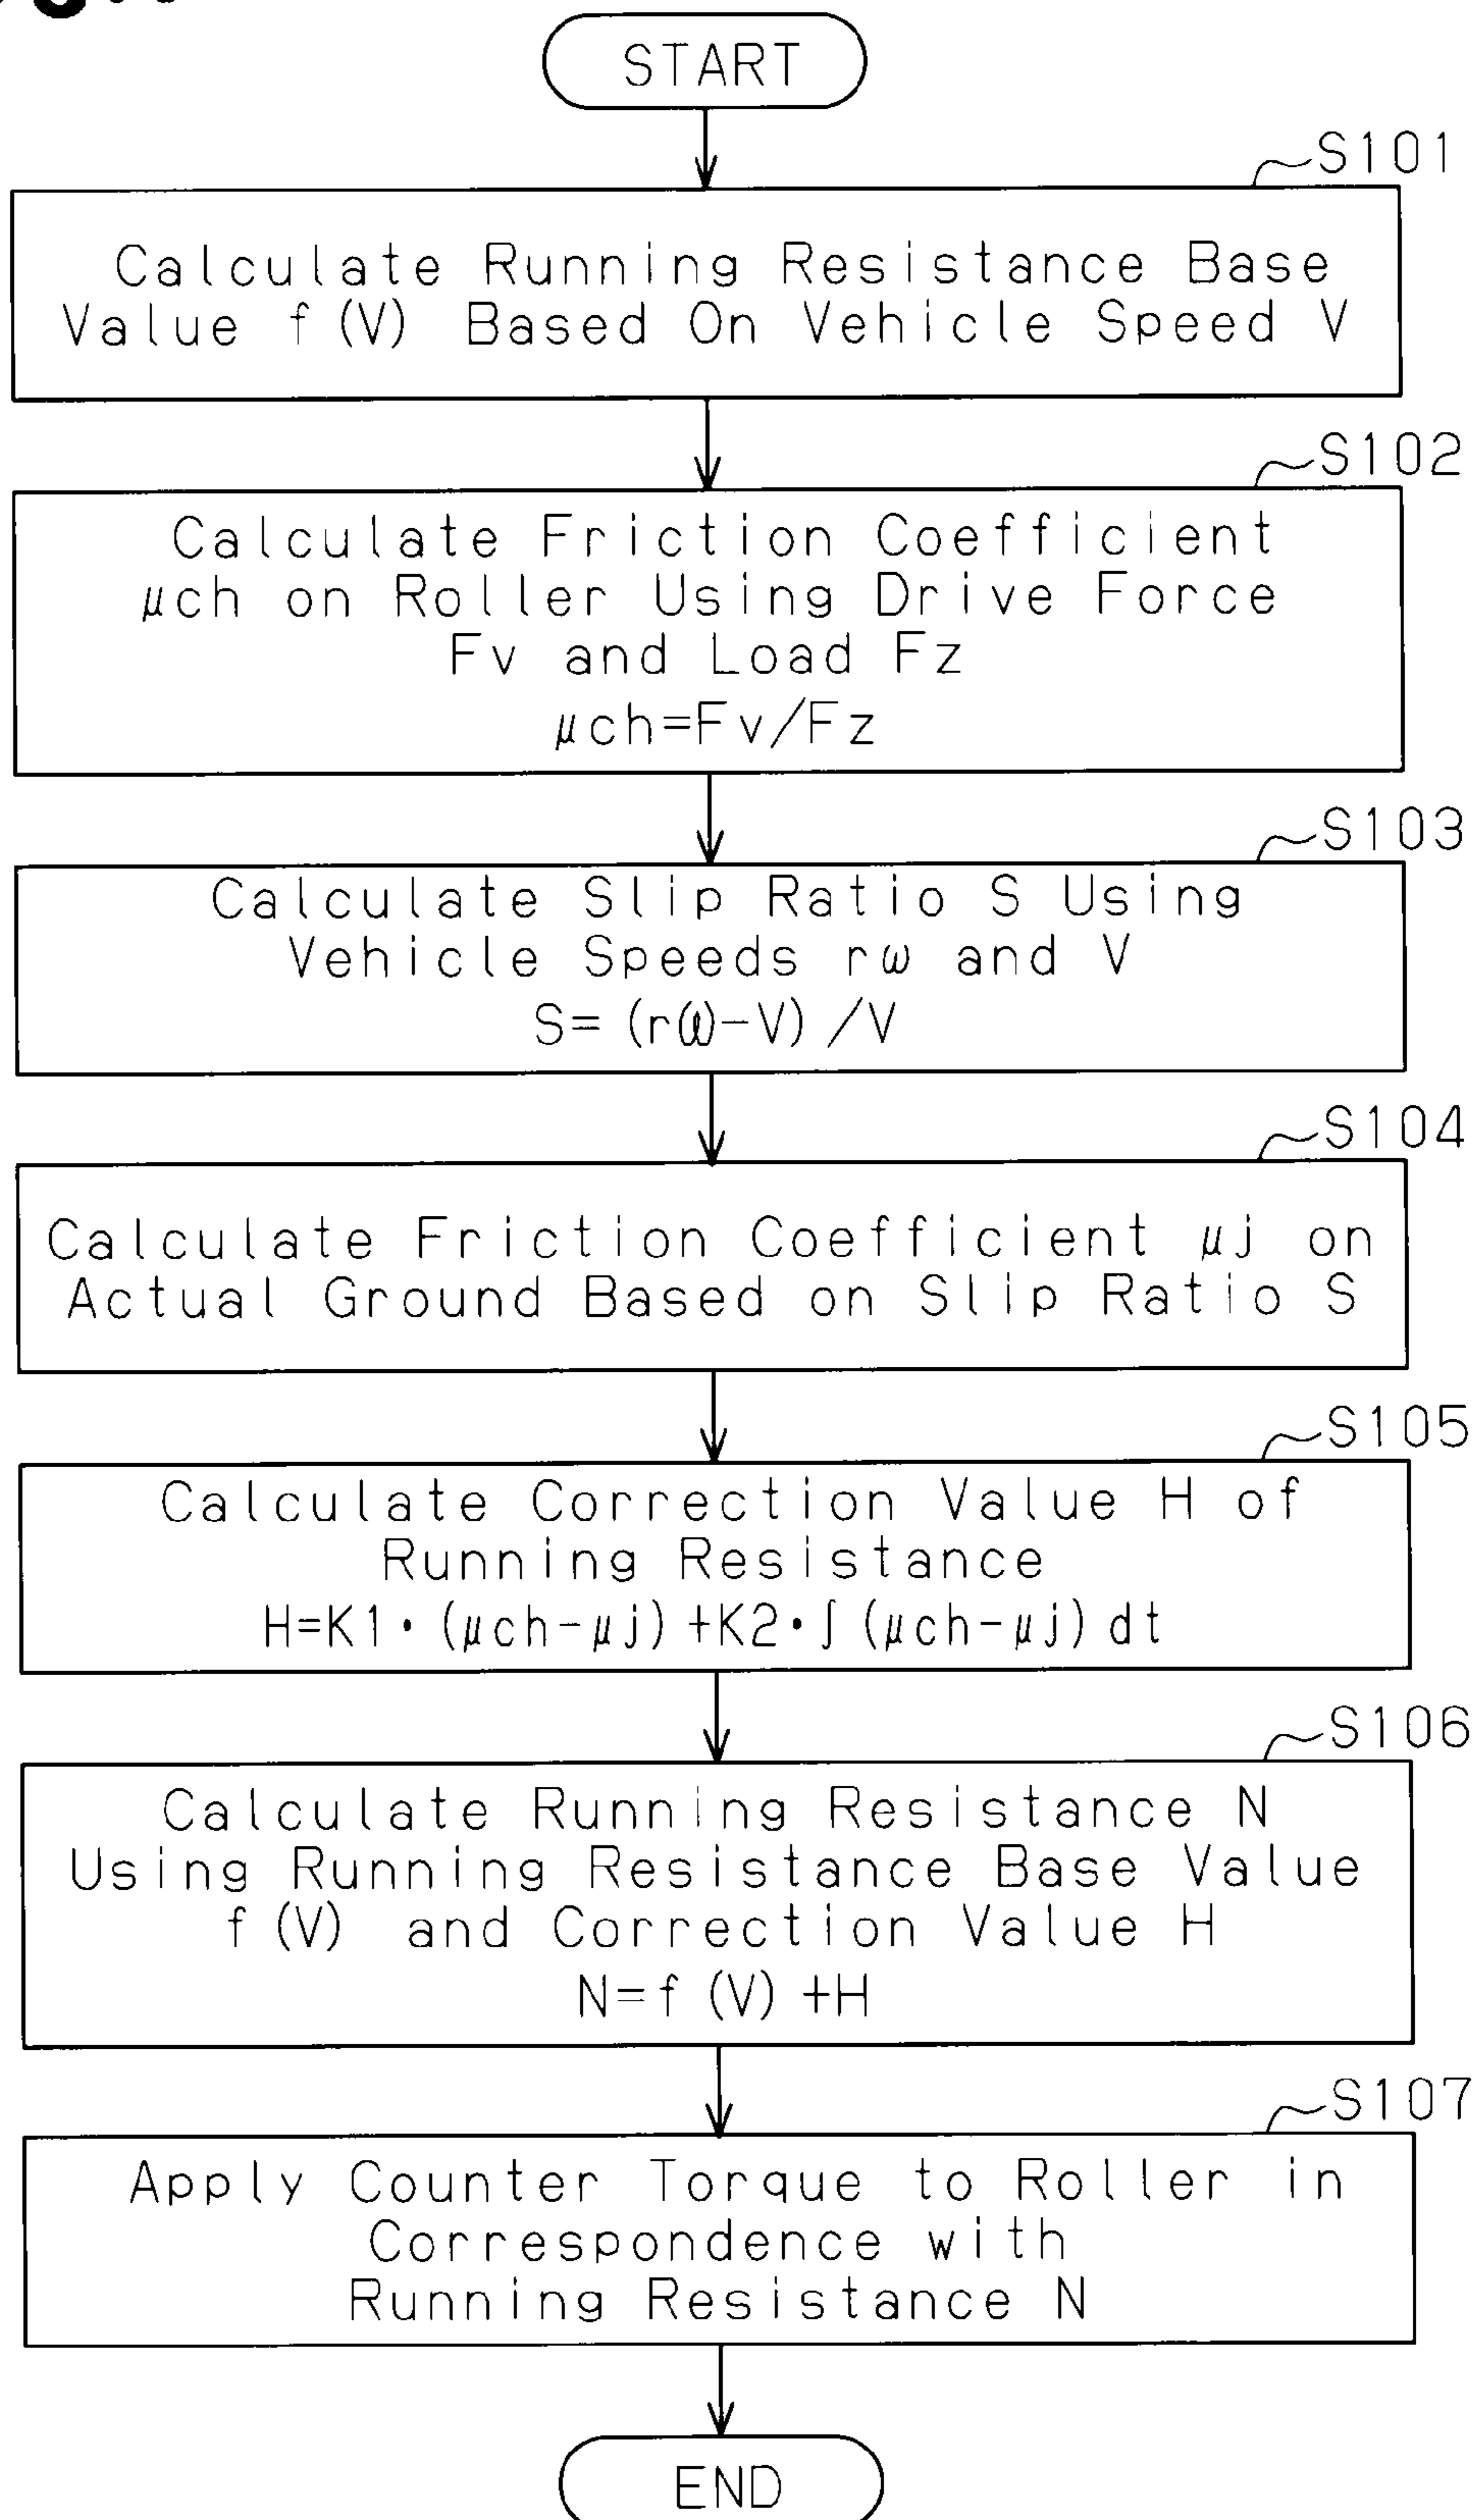 START
S101
Calculate Running Resistance Base
Value f(V) Based On Vehicle Speed V
S102
Calculate Friction Coefficient
μch on Roller Using Drive Force
Fv and Load Fz
μch=Fv/Fz
S103
Calculate Slip Ratio S Using
Vehicle Speeds rω and V
S=(rω-V)/V
S104
Calculate Friction Coefficient μj on
Actual Ground Based on Slip Ratio S
S105
Calculate Correction Value H of
Running Resistance
H=K1·(μch-μj)+K2·∫(μch-μj)dt
S106
Calculate Running Resistance N
Using Running Resistance Base Value
f(V) and Correction Value H
N=f(V)+H
S107
Apply Counter Torque to Roller in
Correspondence with
Running Resistance N
END